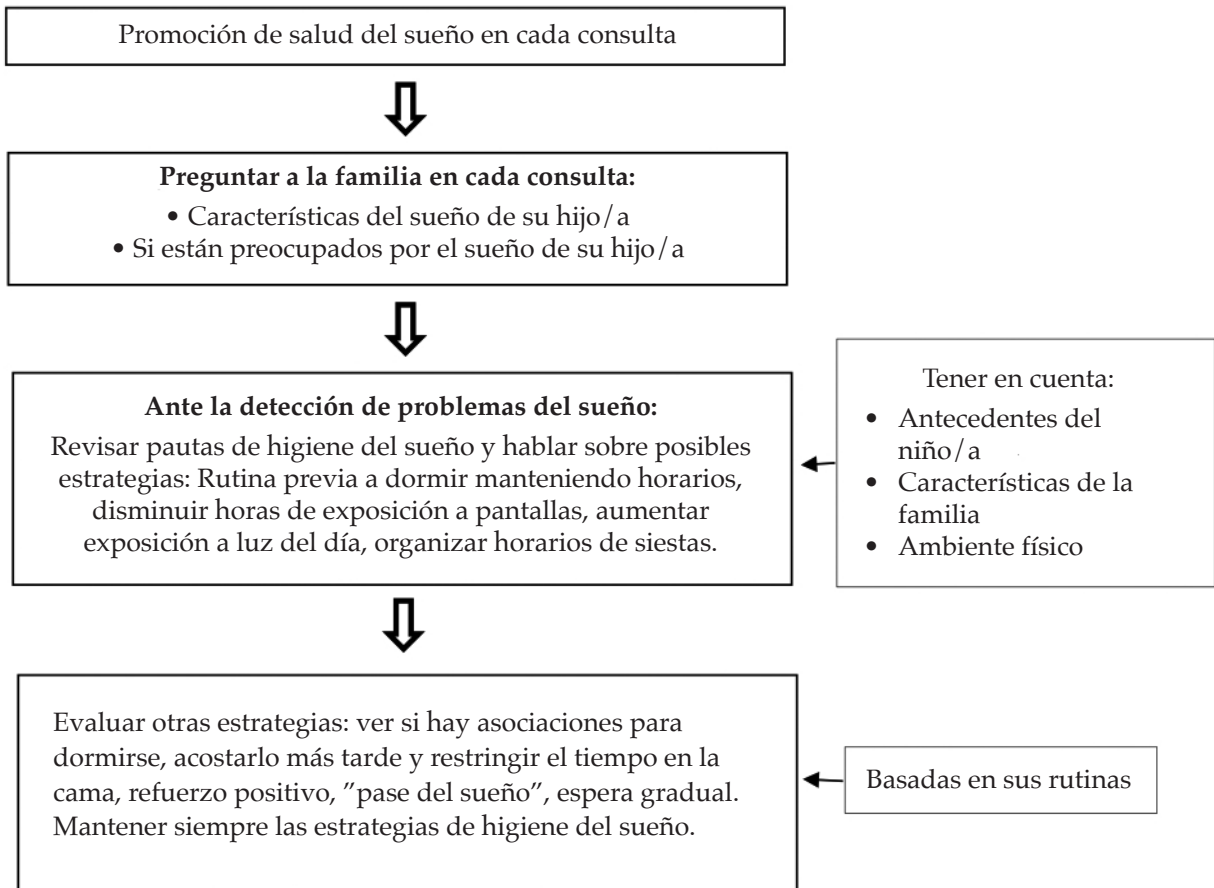 Promoción de salud del sueño en cada consulta
Preguntar a la familia en cada consulta:
• Características del sueño de su hijo/a
• Si están preocupados por el sueño de su hijo/a
Ante la detección de problemas del sueño:
Revisar pautas de higiene del sueño y hablar sobre posibles
estrategias: Rutina previa a dormir manteniendo horarios,
disminuir horas de exposición a pantallas, aumentar
exposición a luz del día, organizar horarios de siestas.
Tener en cuenta:
• Antecedentes del
niño/a
• Características de la
familia
• Ambiente físico
Evaluar otras estrategias: ver si hay asociaciones para
dormirse, acostarlo más tarde y restringir el tiempo en la
cama, refuerzo positivo, ”pase del sueño”, espera gradual.
Mantener siempre las estrategias de higiene del sueño.
Basadas en sus rutinas